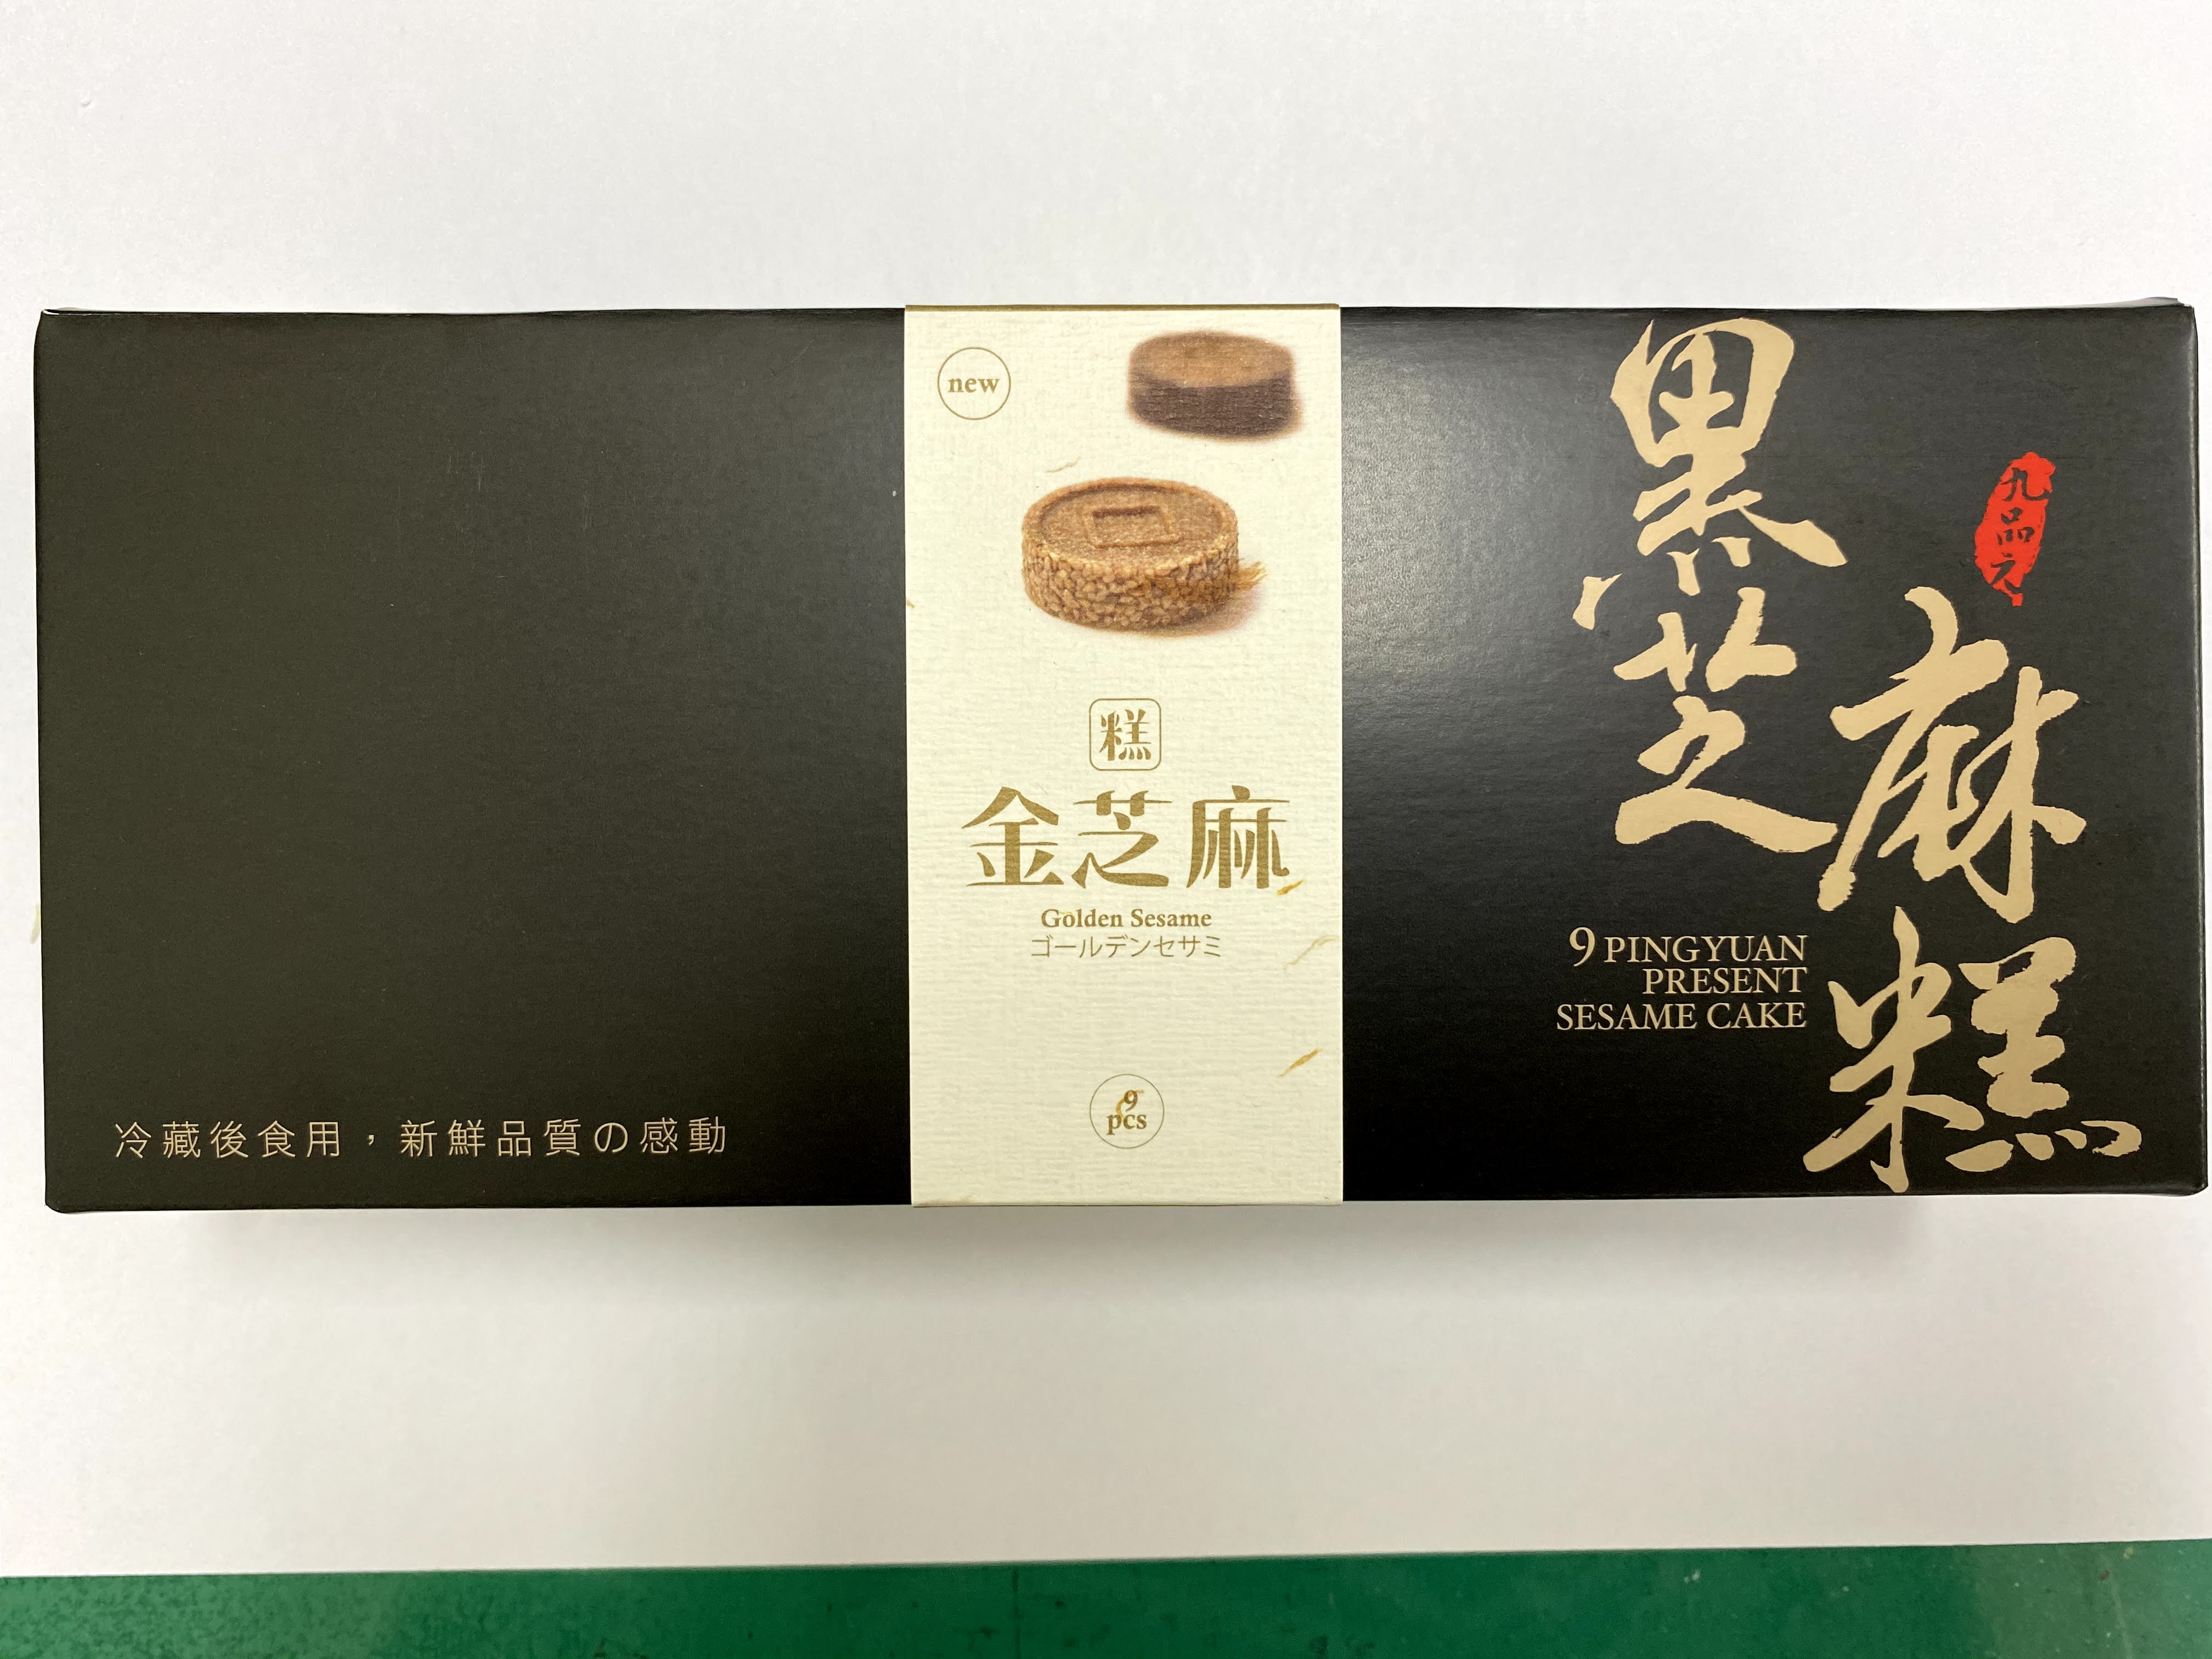 冷藏後食用，新鮮品質の感動
new
糕
金芝麻
Golden Sesame
ゴールデンセサミ
9
pcs
黑芝
麻糕
九品元
9 PINGYUAN
PRESENT
SESAME CAKE